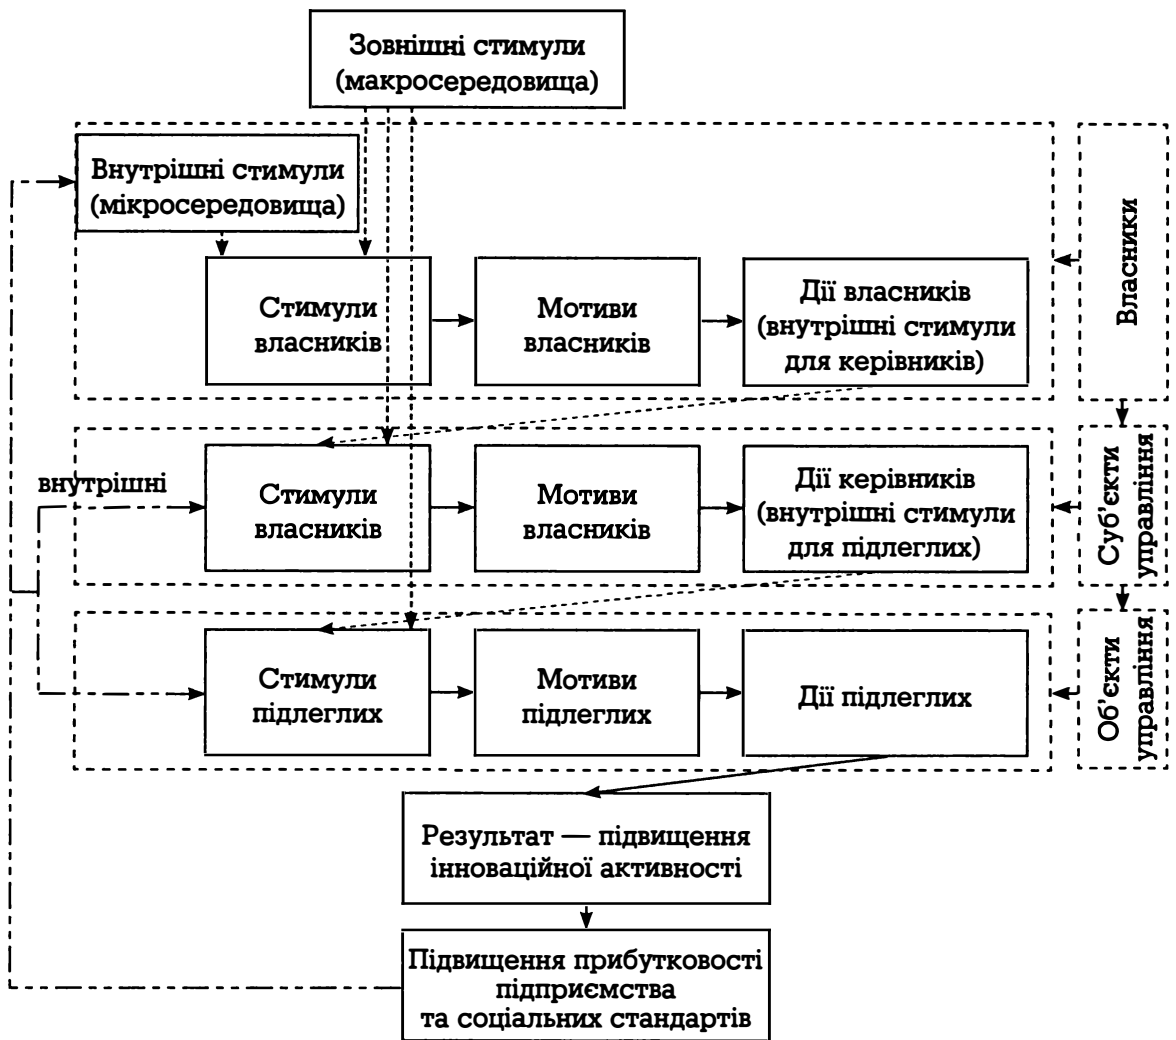 Зовнішні стимули
(макросередовища)
Внутрішні стимули
(мікросередовища)
Стимули
власників
Мотиви
власників
Дії власників
(внутрішні стимули
для керівників)
Власники
внутрішні
Стимули
власників
Мотиви
власників
Дії керівників
(внутрішні стимули
для підлеглих)
Суб’єкти
управління
Стимули
підлеглих
Мотиви
підлеглих
Дії підлеглих
Об’єкти
управління
Результат — підвищення
інноваційної активності
Підвищення прибутковості
підприємства
та соціальних стандартів